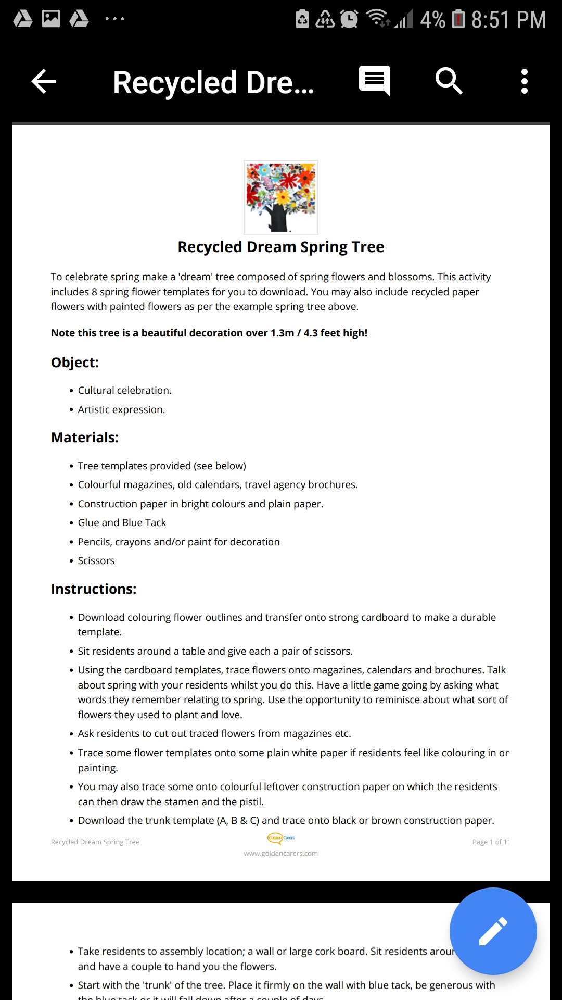 4% 8:51 PM
Recycled Dre...
Recycled Dream Spring Tree
To celebrate spring make a 'dream' tree composed of spring flowers and blossoms. This activity
includes 8 spring flower templates for you to download. You may also include recycled paper
flowers with painted flowers as per the example spring tree above.
Note this tree is a beautiful decoration over 1.3m / 4.3 feet high!
Object:
• Cultural celebration.
• Artistic expression.
Materials:
• Tree templates provided (see below)
• Colourful magazines, old calendars, travel agency brochures.
• Construction paper in bright colours and plain paper.
• Glue and Blue Tack
• Pencils, crayons and/or paint for decoration
• Scissors
Instructions:
• Download colouring flower outlines and transfer onto strong cardboard to make a durable
template.
• Sit residents around a table and give each a pair of scissors.
• Using the cardboard templates, trace flowers onto magazines, calendars and brochures. Talk
about spring with your residents whilst you do this. Have a little game going by asking what
words they remember relating to spring. Use the opportunity to reminisce about what sort of
flowers they used to plant and love.
• Ask residents to cut out traced flowers from magazines etc.
• Trace some flower templates onto some plain white paper if residents feel like colouring in or
painting.
• You may also trace some onto colourful leftover construction paper on which the residents
can then draw the stamen and the pistil.
• Download the trunk template (A, B & C) and trace onto black or brown construction paper.
Recycled Dream Spring Tree
Golden Carers
Page 1 of 11
www.goldencarers.com
• Take residents to assembly location; a wall or large cork board. Sit residents
and have a couple to hand you the flowers.
• Start with the 'trunk' of the tree. Place it firmly on the wall with blue tack, be generous with
the blue tack or it will fall down after a couple of days.